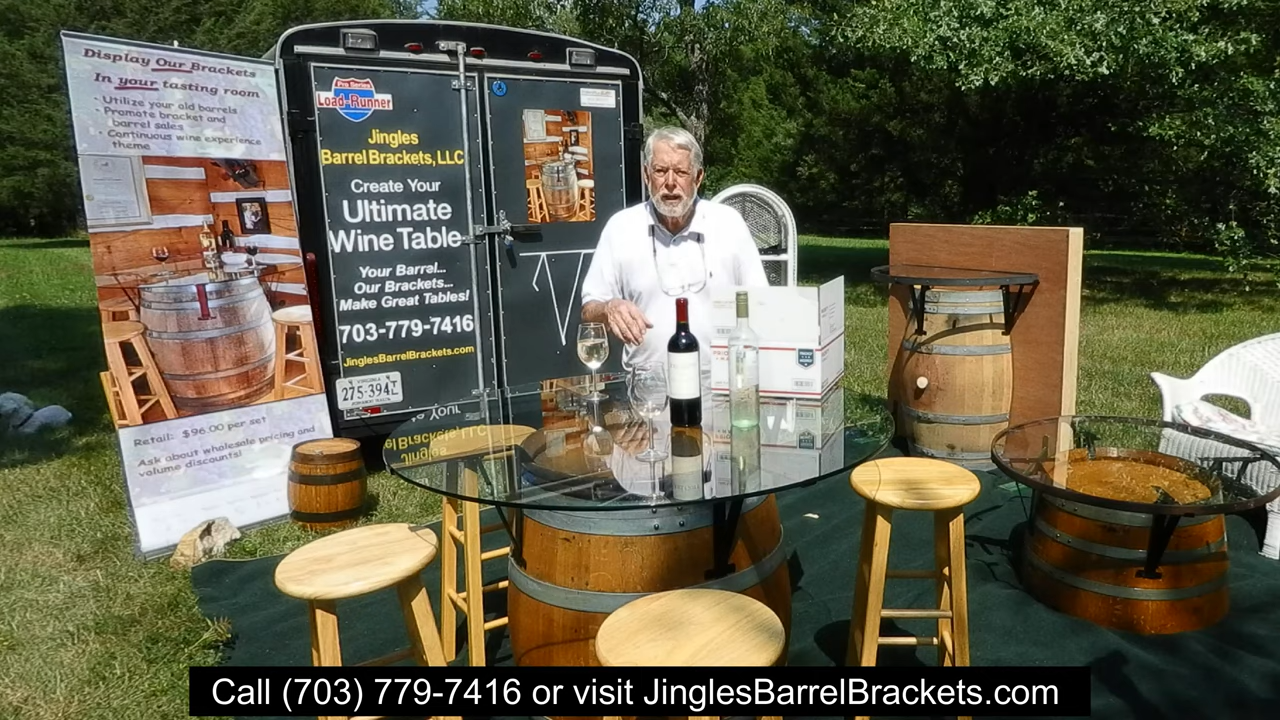 Display Our Brackets
In your tasting room
• Utilize your old barrels
• Promote bracket and
barrel sales
• Continuous wine experience
theme
Retail: $96.00 per set
Ask about wholesale pricing and
volume discounts!
Pro Series
Load-Runner
Jingles
Barrel Brackets, LLC
Create Your
Ultimate
Wine Table
Your Barrel...
Our Brackets...
Make Great Tables!
703-779-7416
JinglesBarrelBrackets.com
VIRGINIA
275-394
Call (703) 779-7416 or visit JinglesBarrelBrackets.com